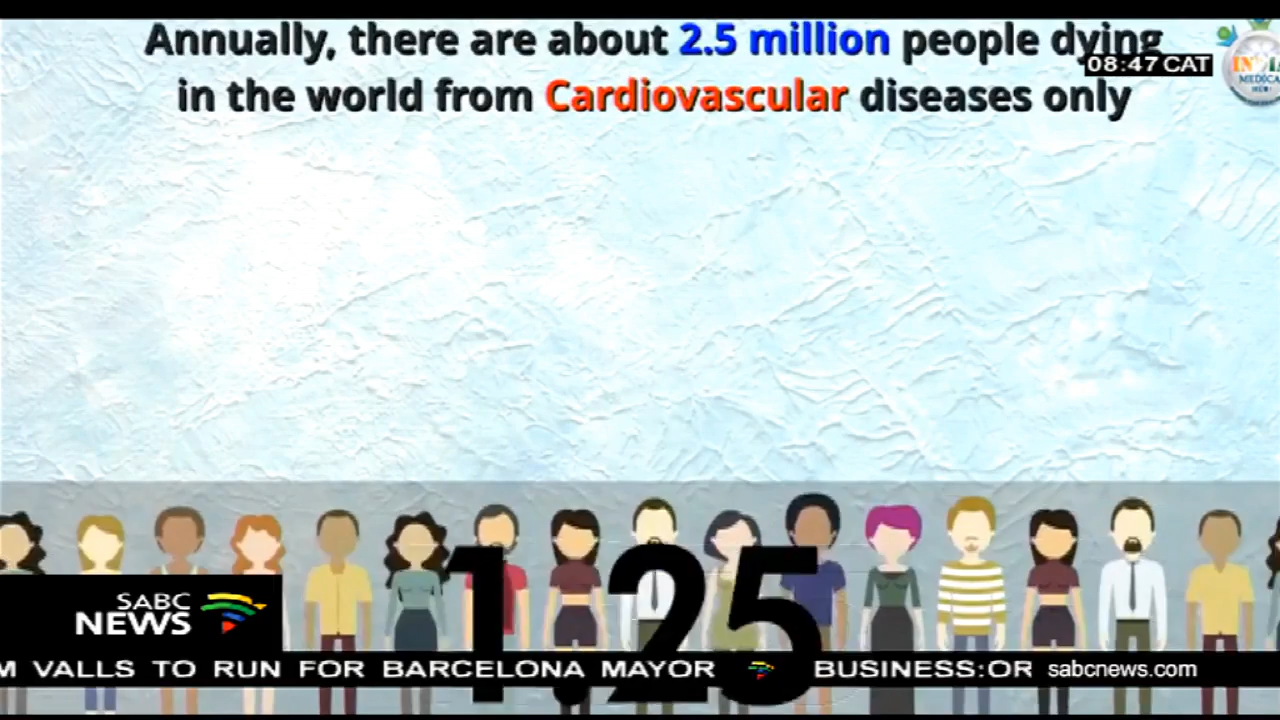 Annually, there are about 2.5 million people dying
08:47 CAT
in the world from Cardiovascular diseases only
MEDICA
1.25
SABC
NEWS
M VALLS TO RUN FOR BARCELONA MAYOR BUSINESS:OR sabcnews.com